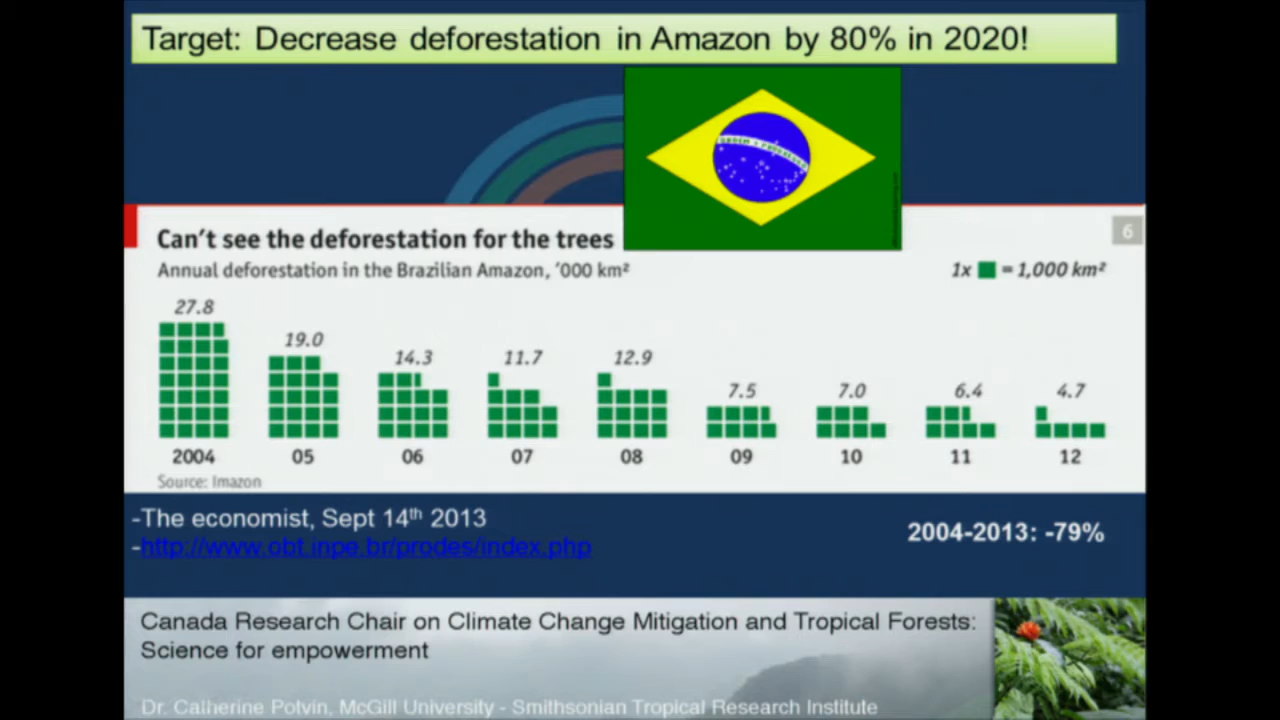 Target: Decrease deforestation in Amazon by 80% in 2020!
Can't see the deforestation for the trees
6
Annual deforestation in the Brazilian Amazon, '000 km²
1x = 1,000 km²
27.8
19.0
14.3
11.7
12.9
7.5
7.0
6.4
4.7
2004
05
06
07
08
09
10
11
12
Source: Imazon
-The economist, Sept 14th 2013
-http://www.obt.inpe.br/prodes/index.php
2004-2013: -79%
Canada Research Chair on Climate Change Mitigation and Tropical Forests:
Science for empowerment
Dr. Catherine Potvin, McGill University - Smithsonian Tropical Research Institute